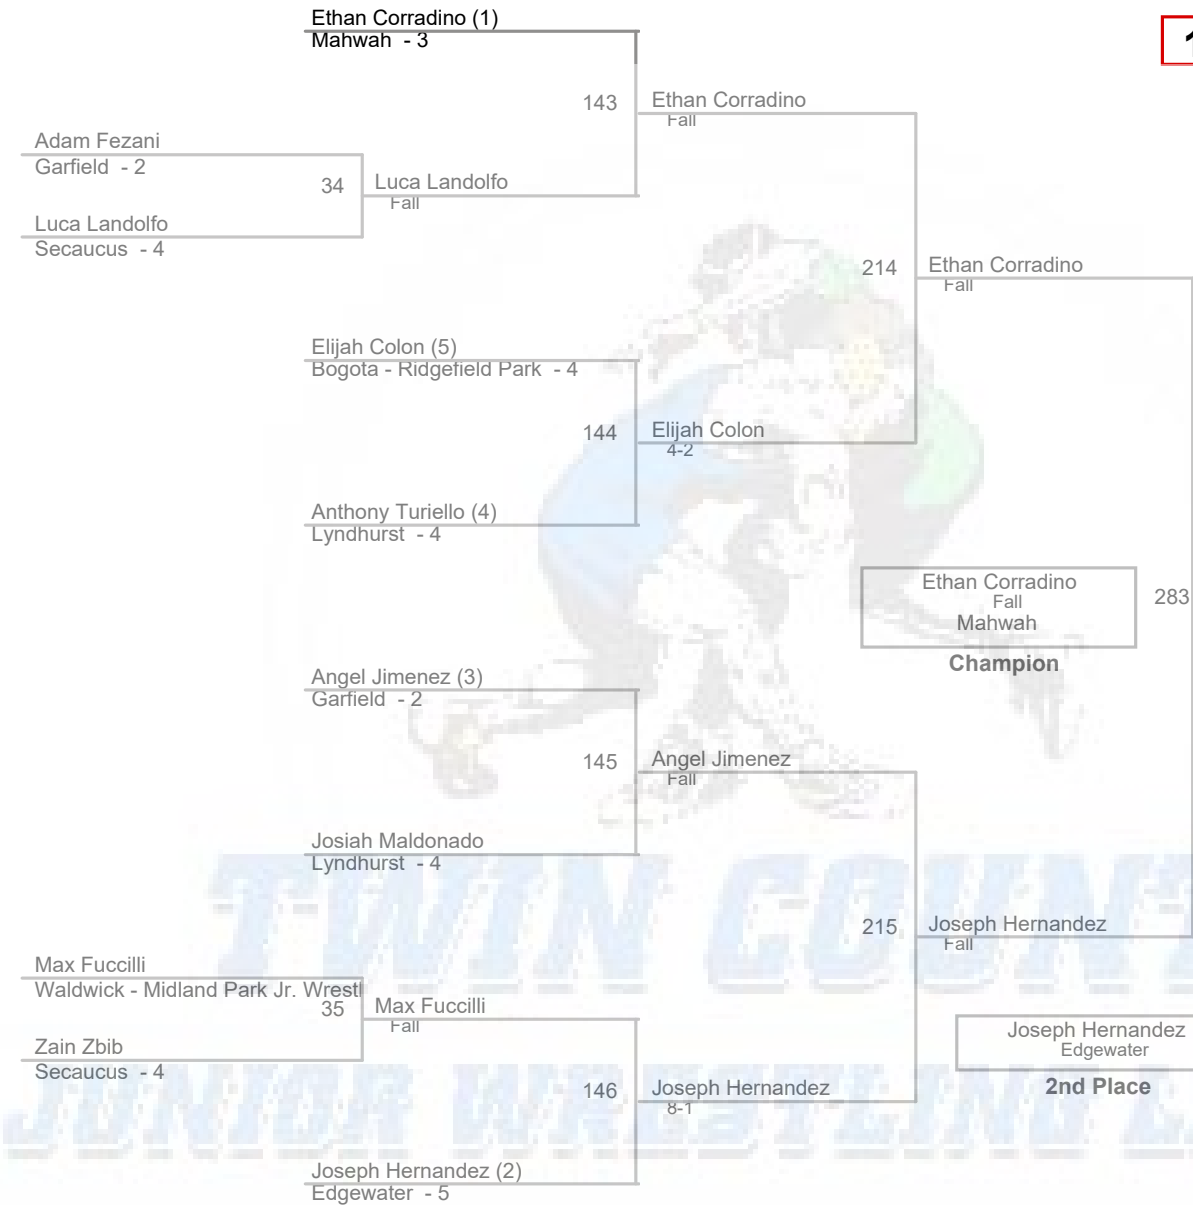 Ethan Corradino (1)
Mahwah - 3
1
143
Ethan Corradino
Fall
Adam Fezani
Garfield - 2
34
Luca Landolfo
Fall
Luca Landolfo
Secaucus - 4
214
Ethan Corradino
Fall
Elijah Colon (5)
Bogota - Ridgefield Park - 4
144
Elijah Colon
4-2
Anthony Turiello (4)
Lyndhurst - 4
Ethan Corradino
Fall
Mahwah
283
Champion
Angel Jimenez (3)
Garfield - 2
145
Angel Jimenez
Fall
Josiah Maldonado
Lyndhurst - 4
TWIN COUNT
215
Joseph Hernandez
Fall
Max Fuccilli
Waldwick - Midland Park Jr. Wrestl
35
Max Fuccilli
Fall
Zain Zbib
Secaucus - 4
Joseph Hernandez
Edgewater
2nd Place
146
Joseph Hernandez
8-1
JUNIOR WRESTLING
Joseph Hernandez (2)
Edgewater - 5